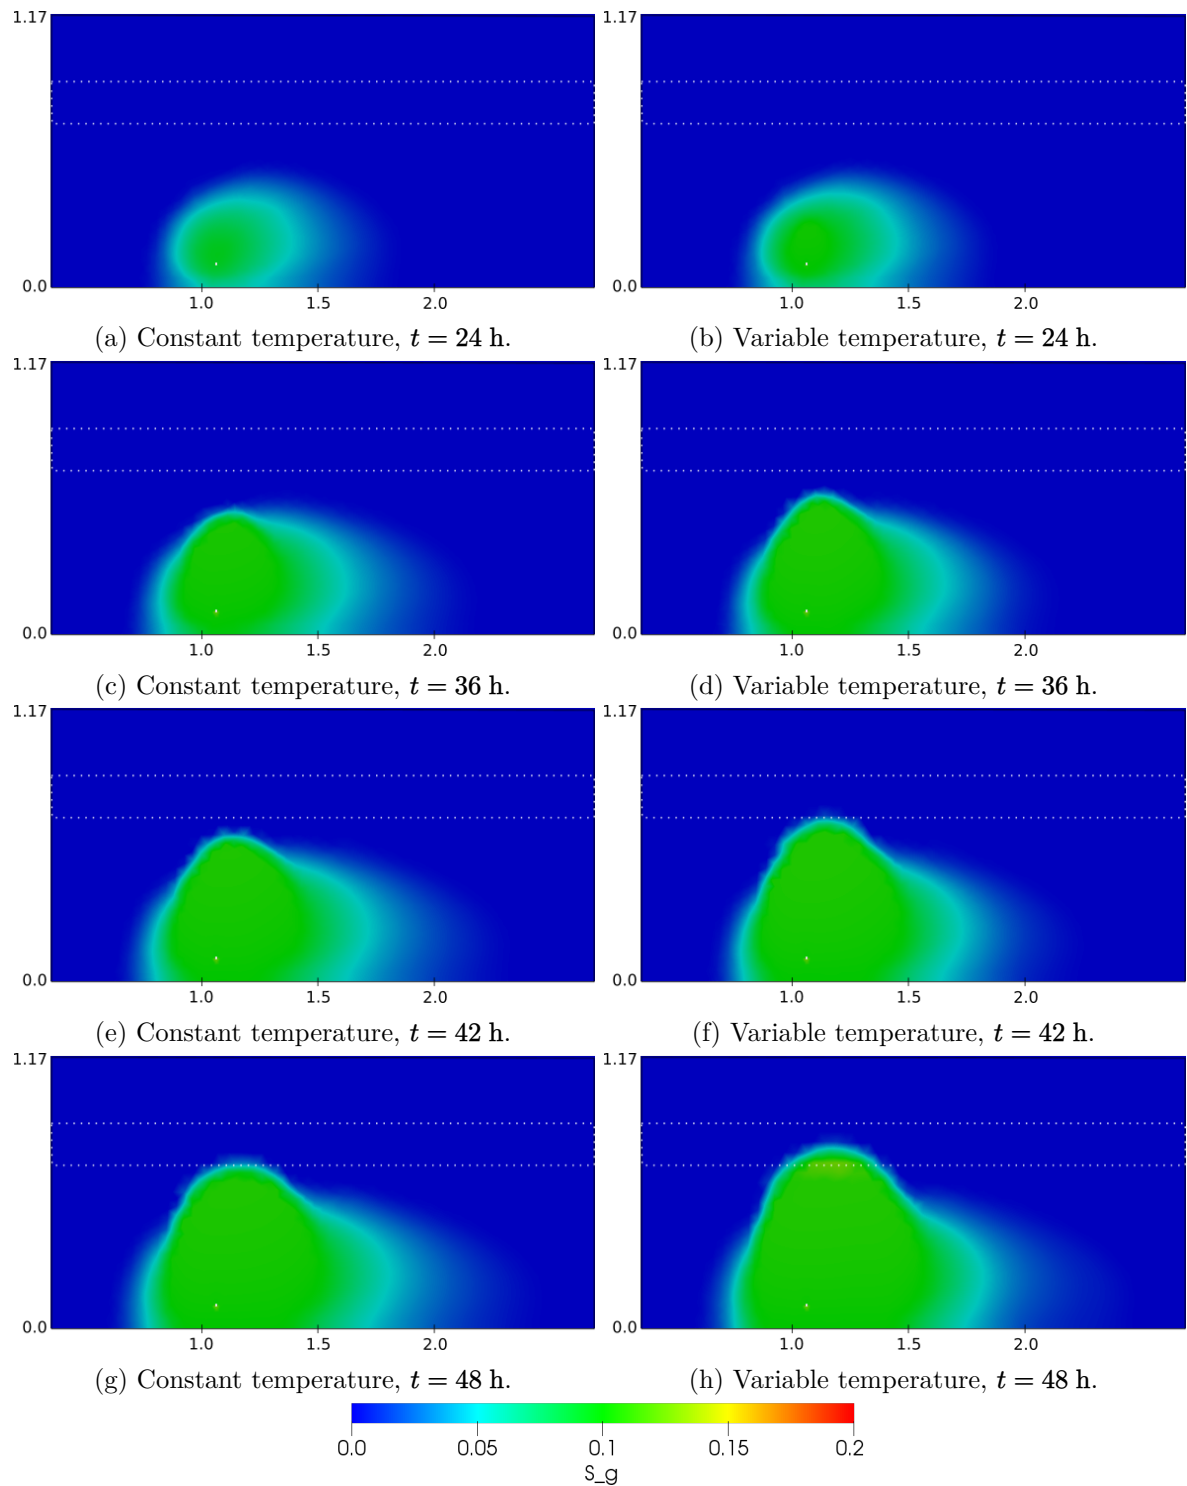 1.17 1.17
0.0 0.0
1.0 1.5 2.0 1.0 1.5 2.0
(a) Constant temperature, t = 24 h. (b) Variable temperature, t = 24 h.
1.17 1.17
0.0 0.0
1.0 1.5 2.0 1.0 1.5 2.0
(c) Constant temperature, t = 36 h. (d) Variable temperature, t = 36 h.
1.17 1.17
0.0 0.0
1.0 1.5 2.0 1.0 1.5 2.0
(e) Constant temperature, t = 42 h. (f) Variable temperature, t = 42 h.
1.17 1.17
0.0 0.0
1.0 1.5 2.0 1.0 1.5 2.0
(g) Constant temperature, t = 48 h. (h) Variable temperature, t = 48 h.
0.0 0.05 0.1 0.15 0.2
S_g